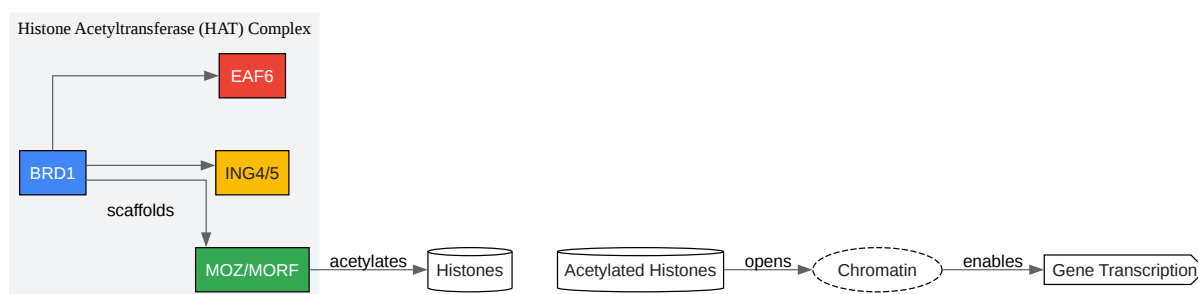 Histone Acetyltransferase (HAT) Complex
EAF6
BRD1
ING4/5
scaffolds
MOZ/MORF
acetylates
Histones
Acetylated Histones
opens
Chromatin
enables
Gene Transcription